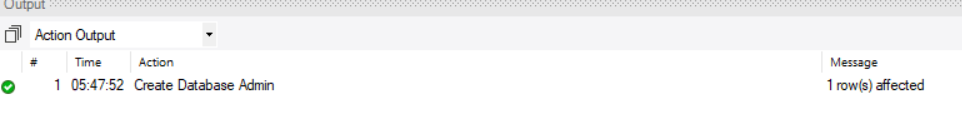 Output
Action Output
# Time Action Message
1 05:47:52 Create Database Admin 1 row(s) affected